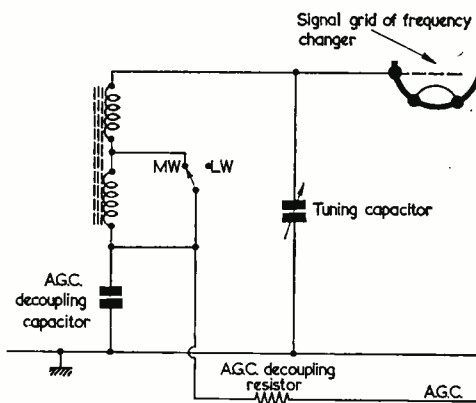 Signal grid of frequency
changer
MW
LW
Tuning capacitor
A.G.C.
decoupling
capacitor
A.G.C. decoupling
resistor
A.G.C.